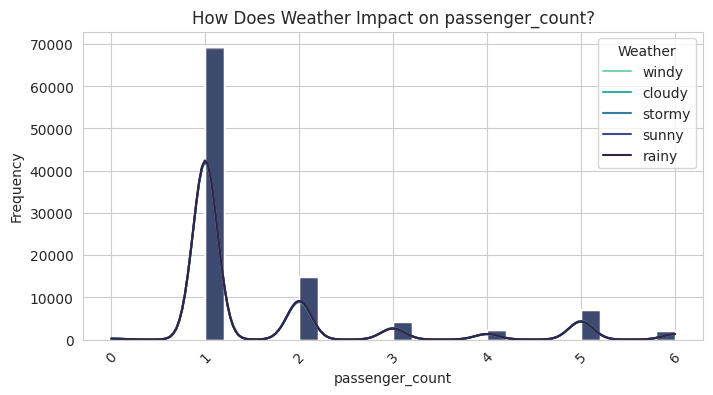 How Does Weather Impact on passenger_count?
Weather
windy
cloudy
stormy
sunny
rainy
Frequency
70000
60000
50000
40000
30000
20000
10000
0
0 1 2 3 4 5 6
passenger_count